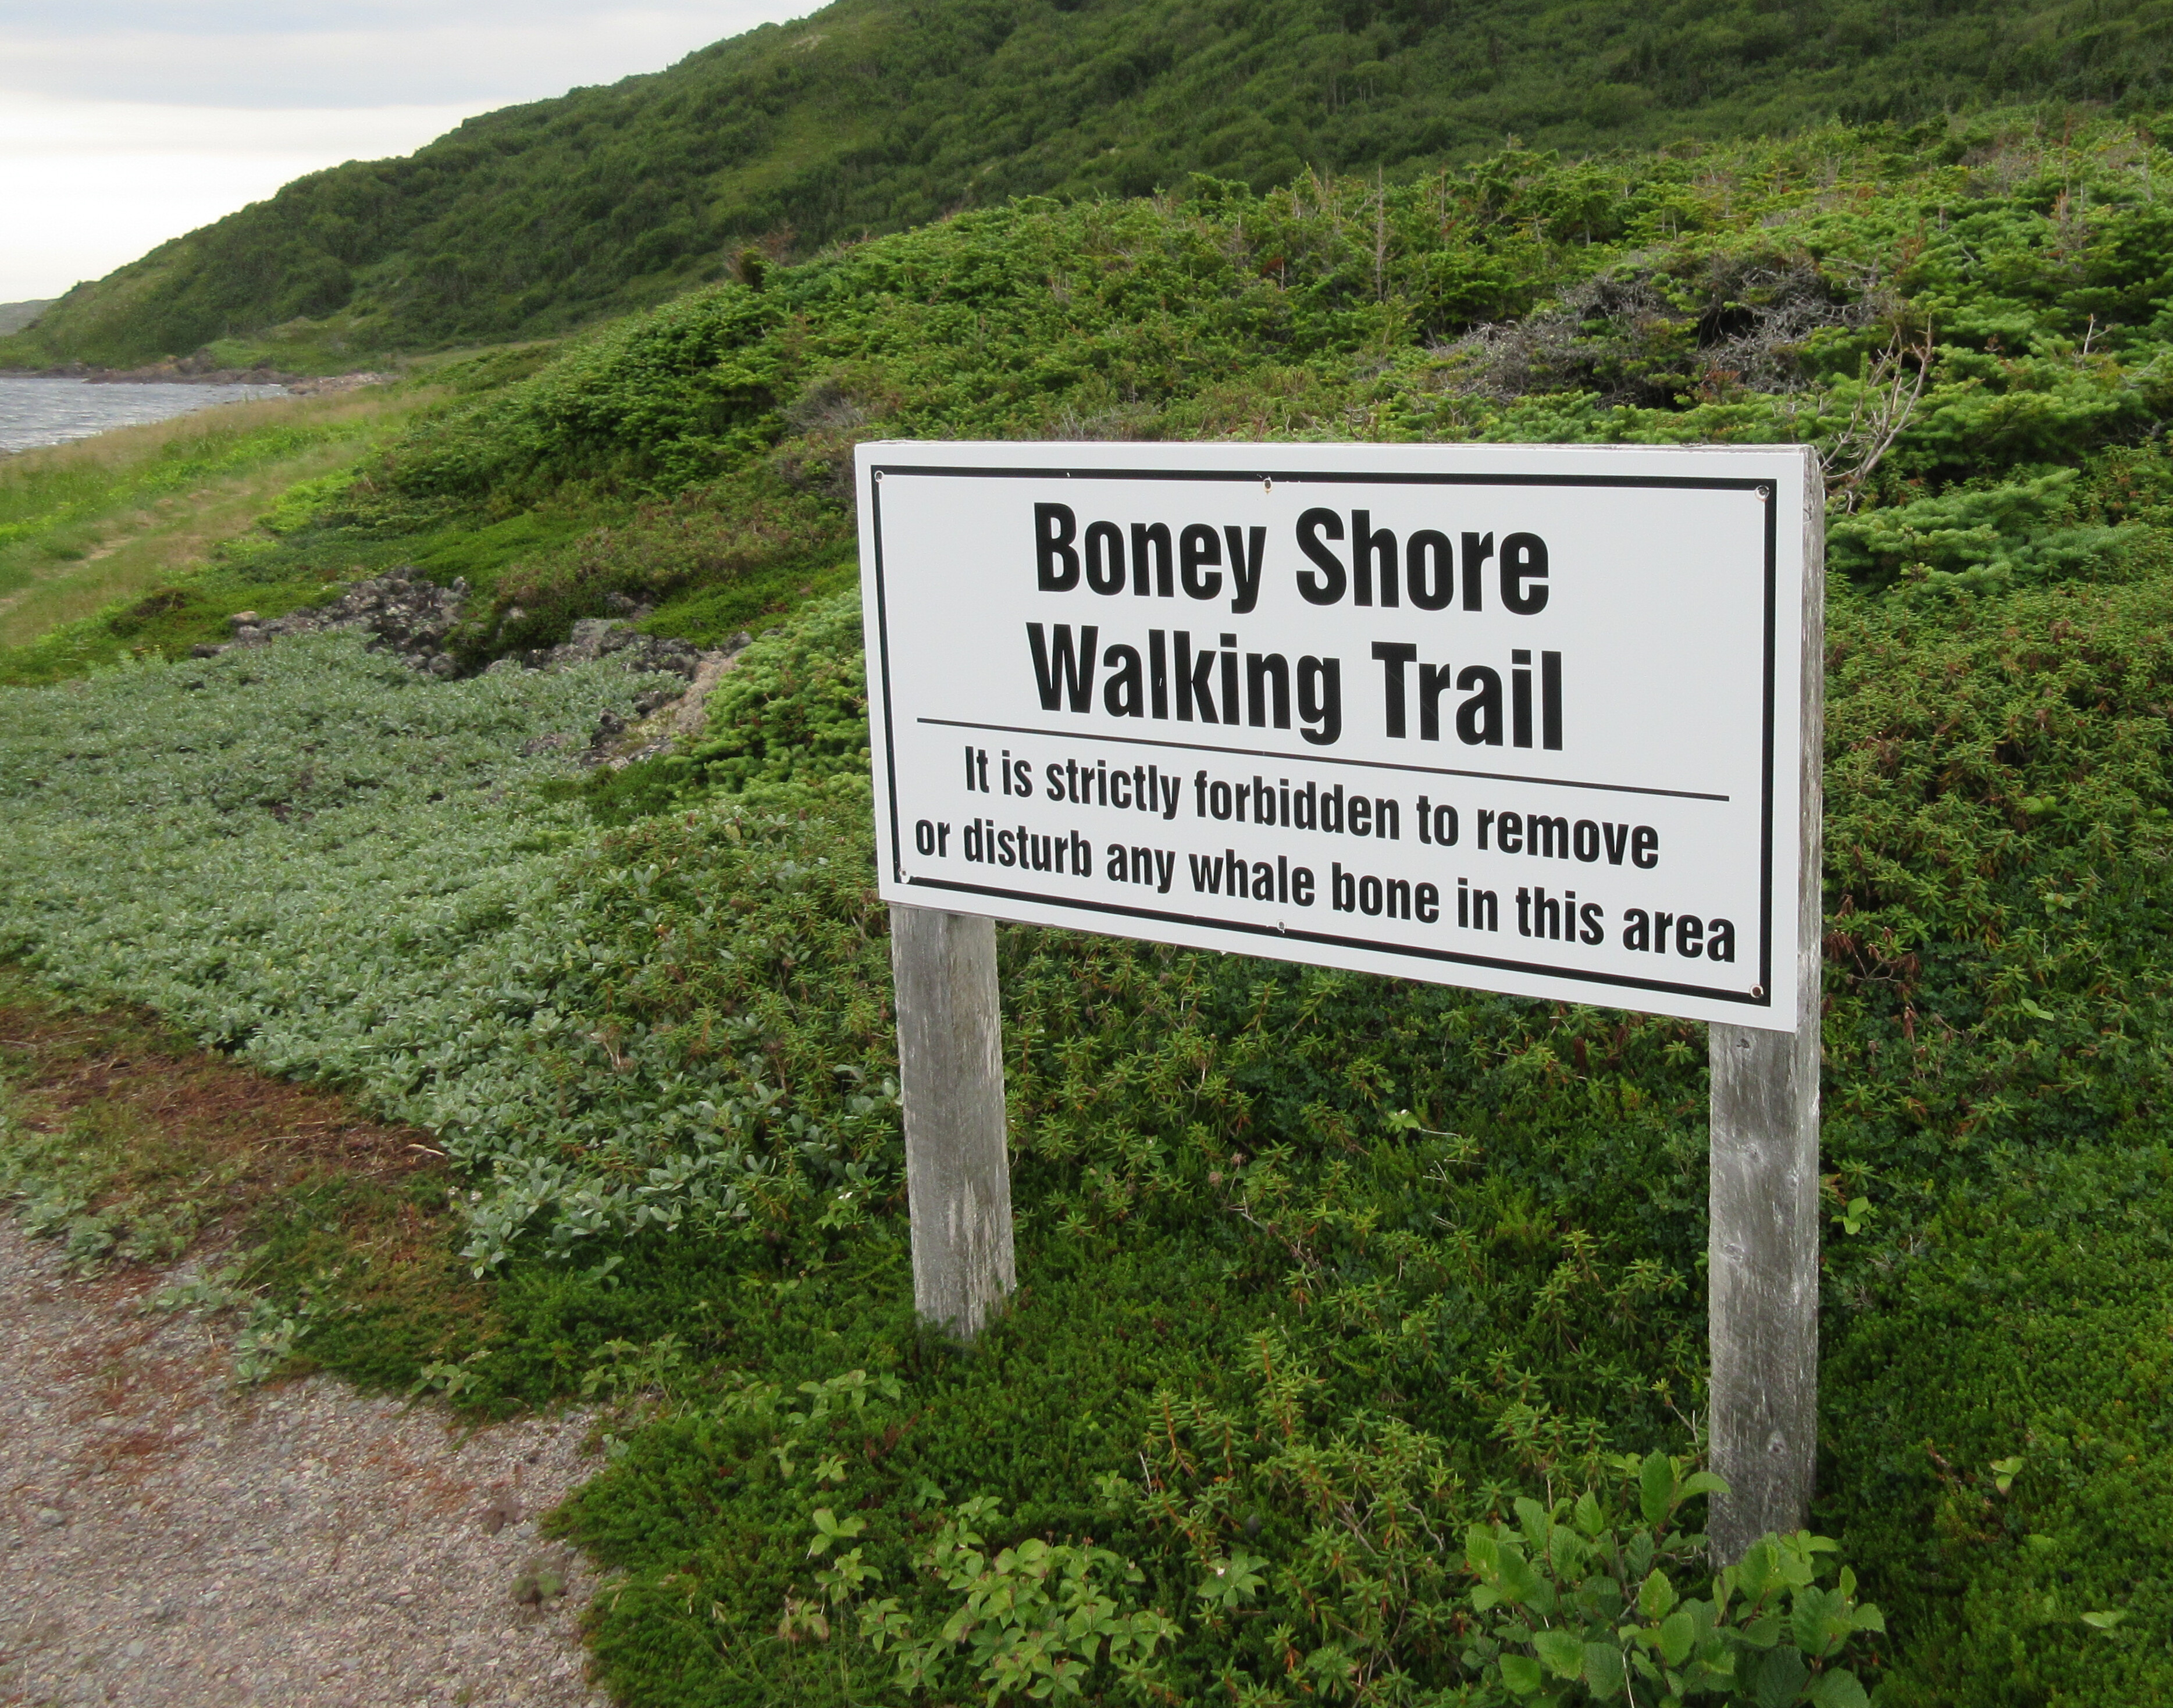 Boney Shore
Walking Trail
It is strictly forbidden to remove
or disturb any whale bone in this area